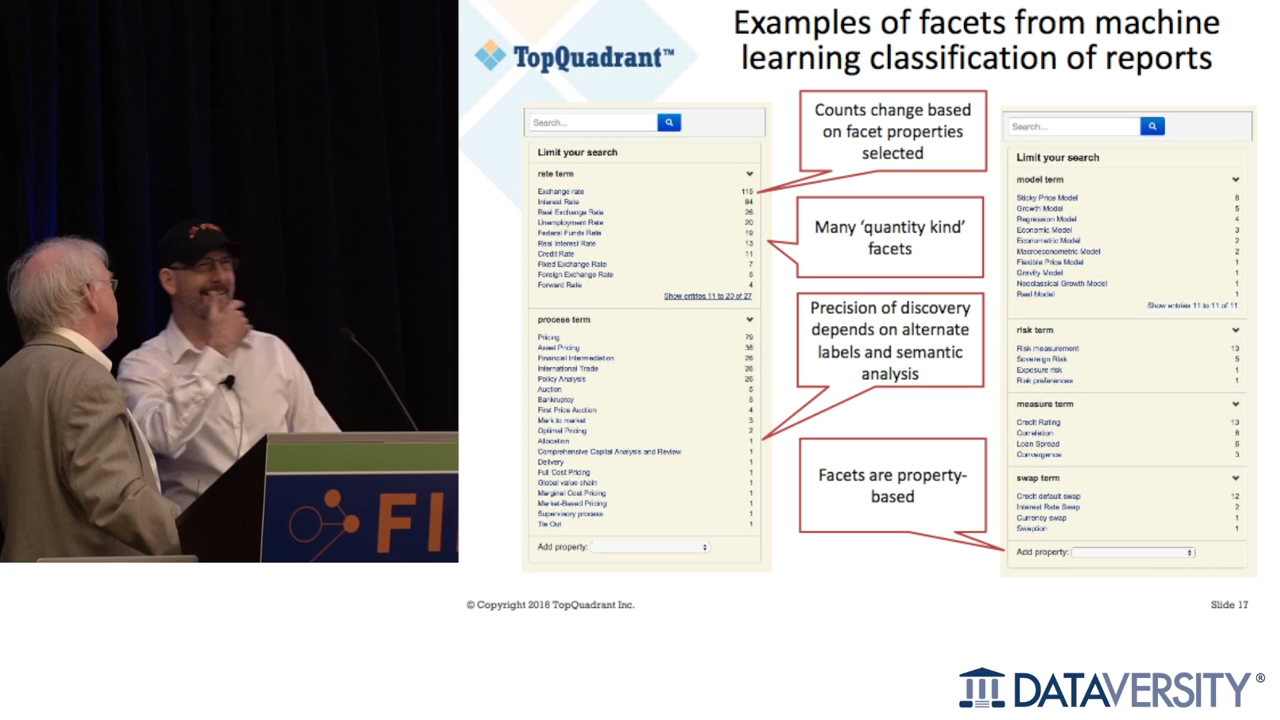 TopQuadrant™
Examples of facets from machine
learning classification of reports
Search...
Limit your search
rate term
Exchange rate 115
Interest Rate 84
Real Exchange Rate 26
Unemployment Rate 20
Federal Funds Rate 19
Real Interest Rate 13
Credit Rate 11
Fixed Exchange Rate 7
Foreign Exchange Rate 5
Forward Rate 4
Show entries 11 to 20 of 27
process term
Pricing 79
Asset Pricing 38
Financial Intermediation 26
International Trade 26
Policy Analysis 26
Auction 5
Bankruptcy 5
First Price Auction 4
Mark to market 3
Optimal Pricing 2
Allocation 1
Comprehensive Capital Analysis and Review 1
Delivery 1
Full Cost Pricing 1
Global value chain 1
Marginal Cost Pricing 1
Market-Based Pricing 1
Supervisory process 1
Tie Out 1
Add property:
Counts change based
on facet properties
selected
Many ‘quantity kind’
facets
Precision of discovery
depends on alternate
labels and semantic
analysis
Facets are property-
based
Search...
Limit your search
model term
Sticky Price Model 8
Growth Model 5
Regression Model 4
Economic Model 3
Econometric Model 2
Macroeconometric Model 2
Flexible Price Model 1
Gravity Model 1
Neoclassical Growth Model 1
Real Model 1
Show entries 11 to 11 of 11
risk term
Risk measurement 13
Sovereign Risk 5
Exposure risk 1
Risk preferences 1
measure term
Credit Rating 13
Correlation 8
Loan Spread 5
Convergence 3
swap term
Credit default swap 12
Interest Rate Swap 2
Currency swap 1
Swaption 1
Add property:
FI
© Copyright 2016 TopQuadrant Inc.
Slide 17
DATAVERSITY®